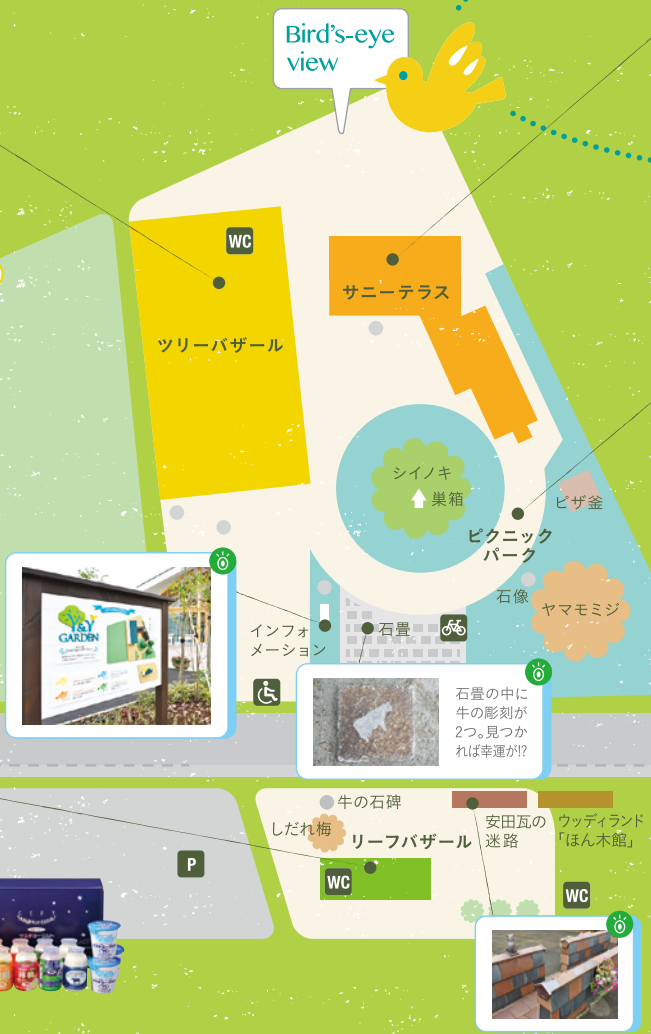 Bird's-eye
view
WC
サニーテラス
ツリーバザール
シイノキ
巣箱
ピザ釜
ピクニック
パーク
石像
ヤマモミジ
Y&Y
GARDEN
インフォ
メーション
石畳
石畳の中に
牛の彫刻が
2つ。見つか
れば幸運が!?
牛の石碑
しだれ梅
リーフバザール
安田瓦の
迷路
ウッディランド
「ほん木館」
P
WC
WC